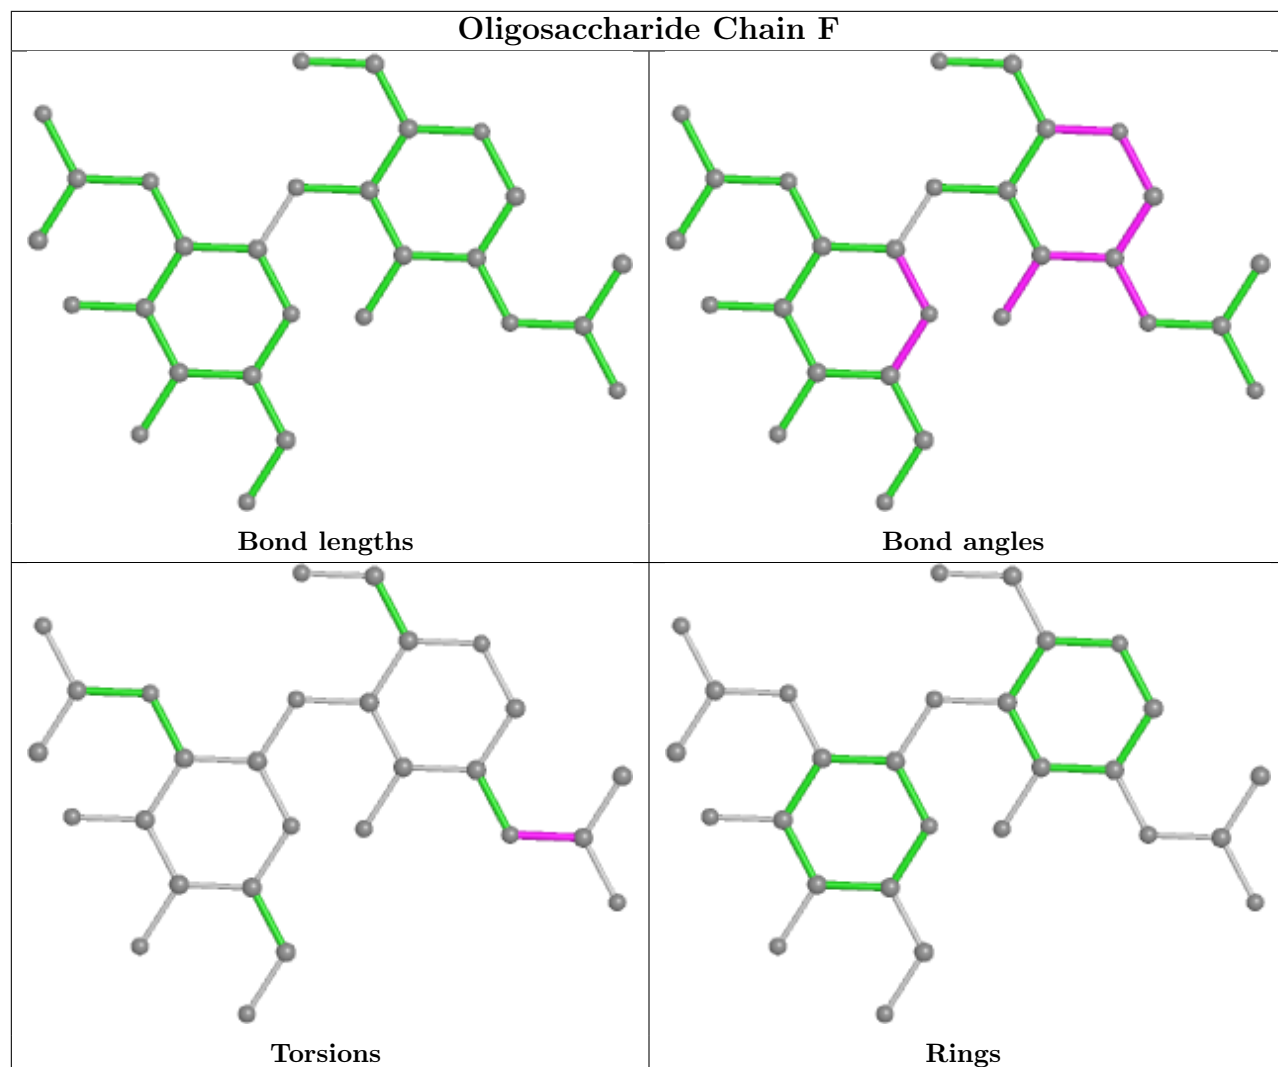 Oligosaccharide Chain F
Bond lengths
Bond angles
Torsions
Rings